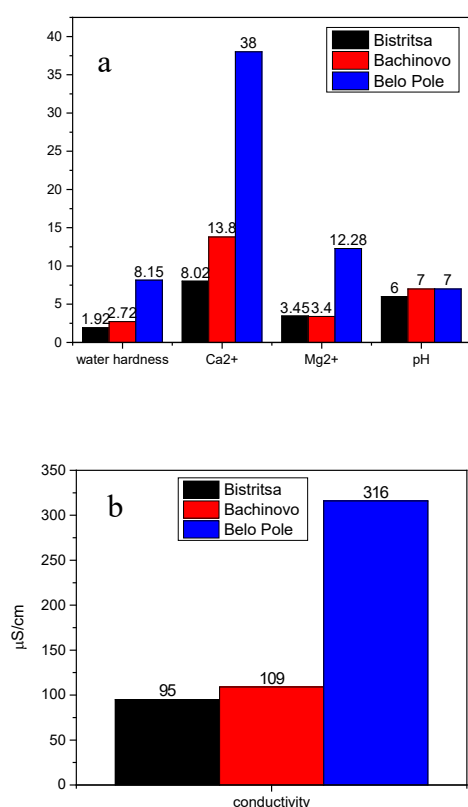 a
Bistritsa
Bachinovo
Belo Pole
40
35
30
25
20
15
10
5
0
1.92
2.72
8.15
8.02
13.8
38
3.45
3.4
12.28
6
7
7
water hardness Ca2+ Mg2+ pH
b
Bistritsa
Bachinovo
Belo Pole
350
300
250
200
150
100
50
0
µS/cm
95
109
316
conductivity